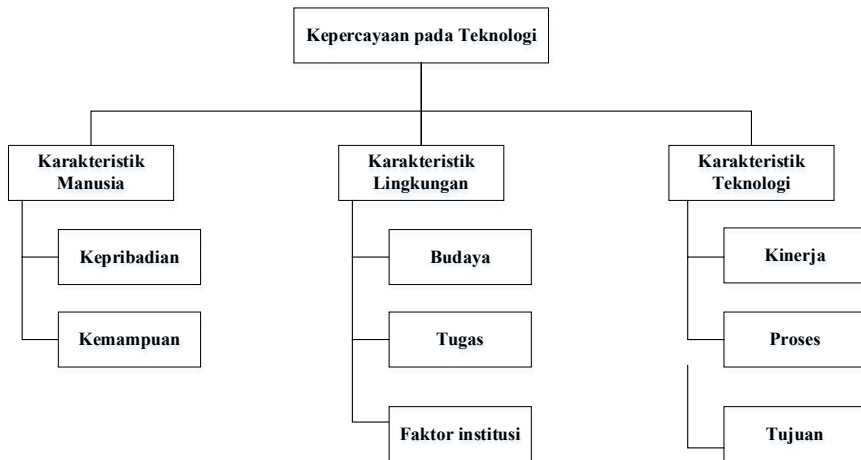 Kepercayaan pada Teknologi
Karakteristik
Manusia
Kepribadian
Kemampuan
Karakteristik
Lingkungan
Budaya
Tugas
Faktor institusi
Karakteristik
Teknologi
Kinerja
Proses
Tujuan